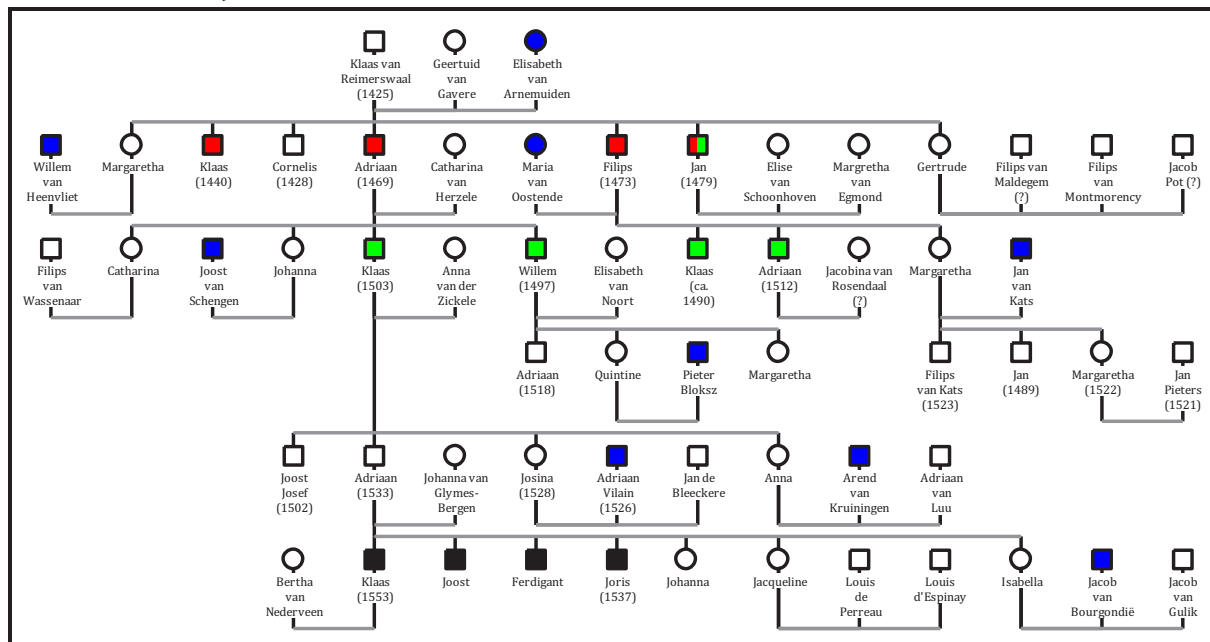 Klaas van
Reimerswaal
(1425)
Geertuid
van
Gavere
Elisabeth
van
Arnemuiden
Willem
van
Heenvliet
Margaretha
Klaas
(1440)
Cornelis
(1428)
Adriaan
(1469)
Catharina
van
Herzele
Maria
van
Oostende
Filips
(1473)
Jan
(1479)
Elise
van
Schoonhoven
Margretha
van
Egmond
Gertrude
Filips van
Maldegem
(?)
Filips
van
Montmorency
Jacob
Pot (?)
Filips
van
Wassenaar
Catharina
Joost
van
Schengen
Johanna
Klaas
(1503)
Anna
van der
Zickele
Willem
(1497)
Elisabeth
van
Noort
Klaas
(ca.
1490)
Adriaan
(1512)
Jacobina van
Rosendaal
(?)
Margaretha
Jan
van
Kats
Adriaan
(1518)
Quintine
Pieter
Bloksz
Margaretha
Filips
van Kats
(1523)
Jan
(1489)
Margaretha
(1522)
Jan
Pieters
(1521)
Joost
Josef
(1502)
Adriaan
(1533)
Johanna van
Glymes-
Bergen
Josina
(1528)
Adriaan
Vilain
(1526)
Jan de
Bleeckere
Anna
Arend
van
Kruiningen
Adriaan
van
Luu
Bertha
van
Nederveen
Klaas
(1553)
Joost
Ferdigant
Joris
(1537)
Johanna
Jacqueline
Louis
de
Perreau
Louis
d'Espinay
Isabella
Jacob
van
Bourgondië
Jacob
van
Gulik